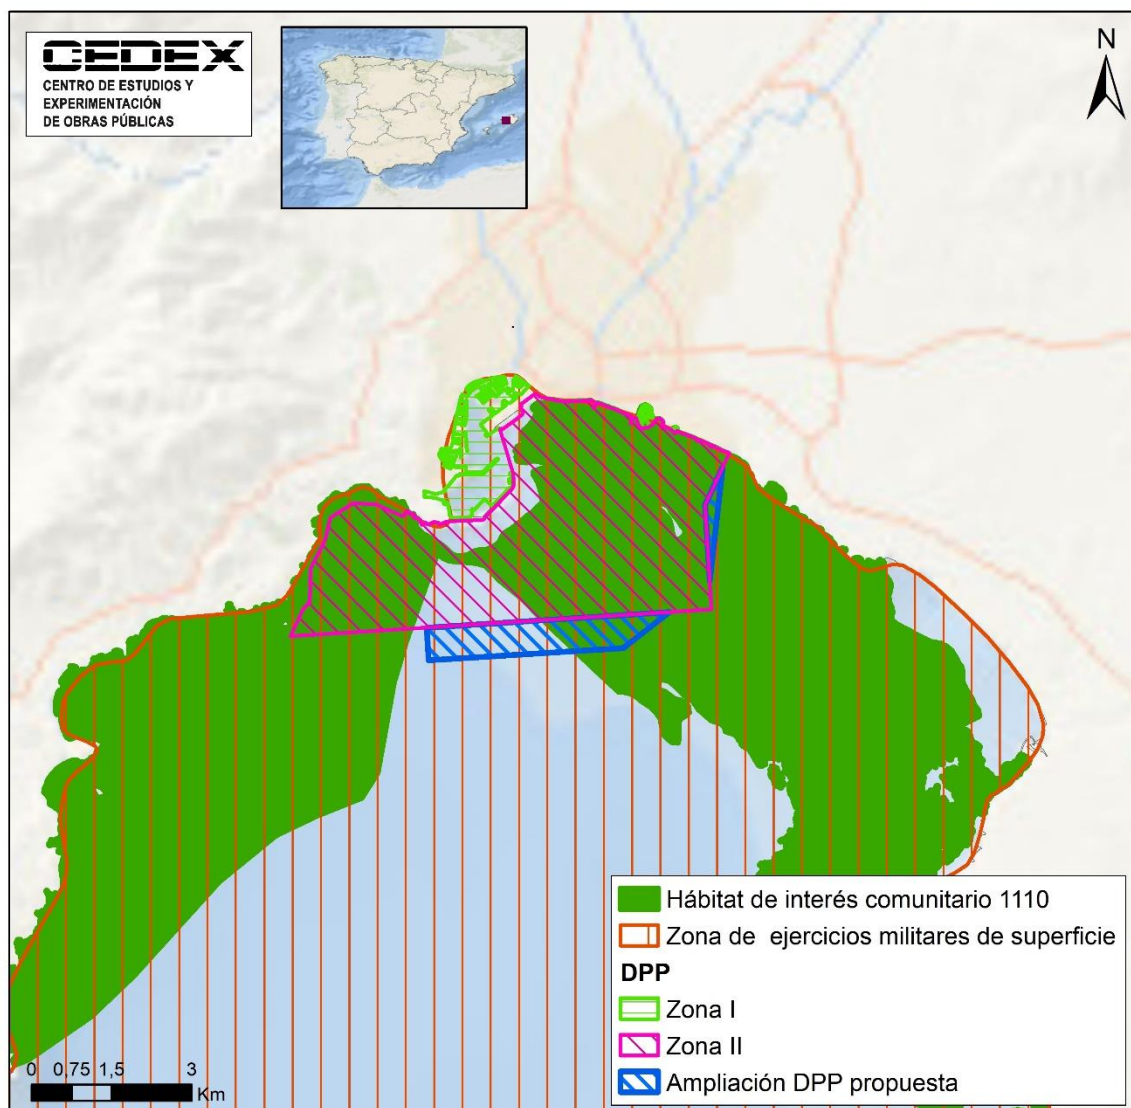 CEDEX
CENTRO DE ESTUDIOS Y
EXPERIMENTACIÓN
DE OBRAS PÚBLICAS
N
Hábitat de interés comunitario 1110
Zona de ejercicios militares de superficie
DPP
Zona I
Zona II
Ampliación DPP propuesta
0 0,75 1,5 3
Km